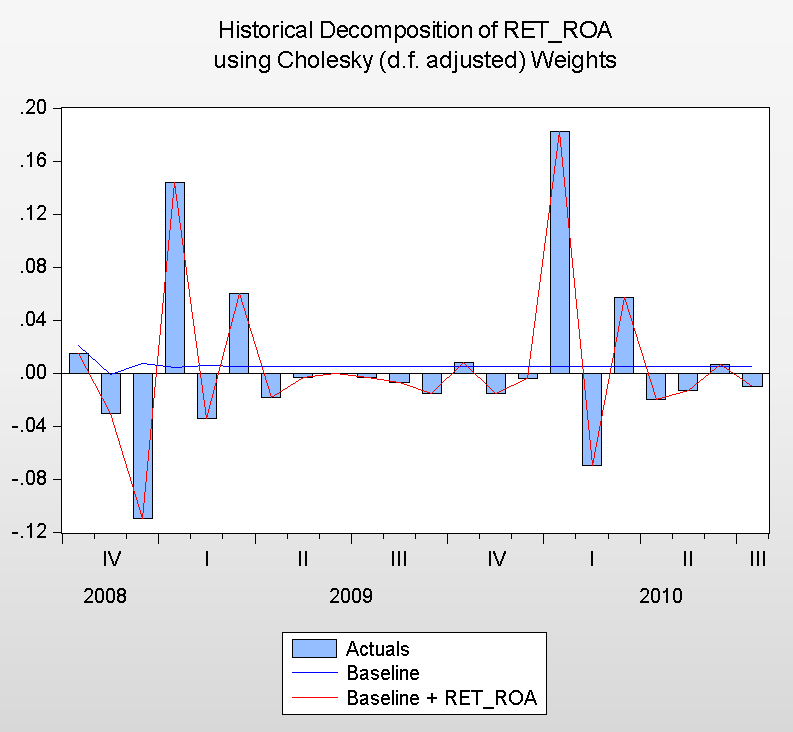 Historical Decomposition of RET_ROA
using Cholesky (d.f. adjusted) Weights
.20
.16
.12
.08
.04
.00
-.04
-.08
-.12
IV I II III IV I II III
2008 2009 2010
Actuals
Baseline
Baseline + RET_ROA